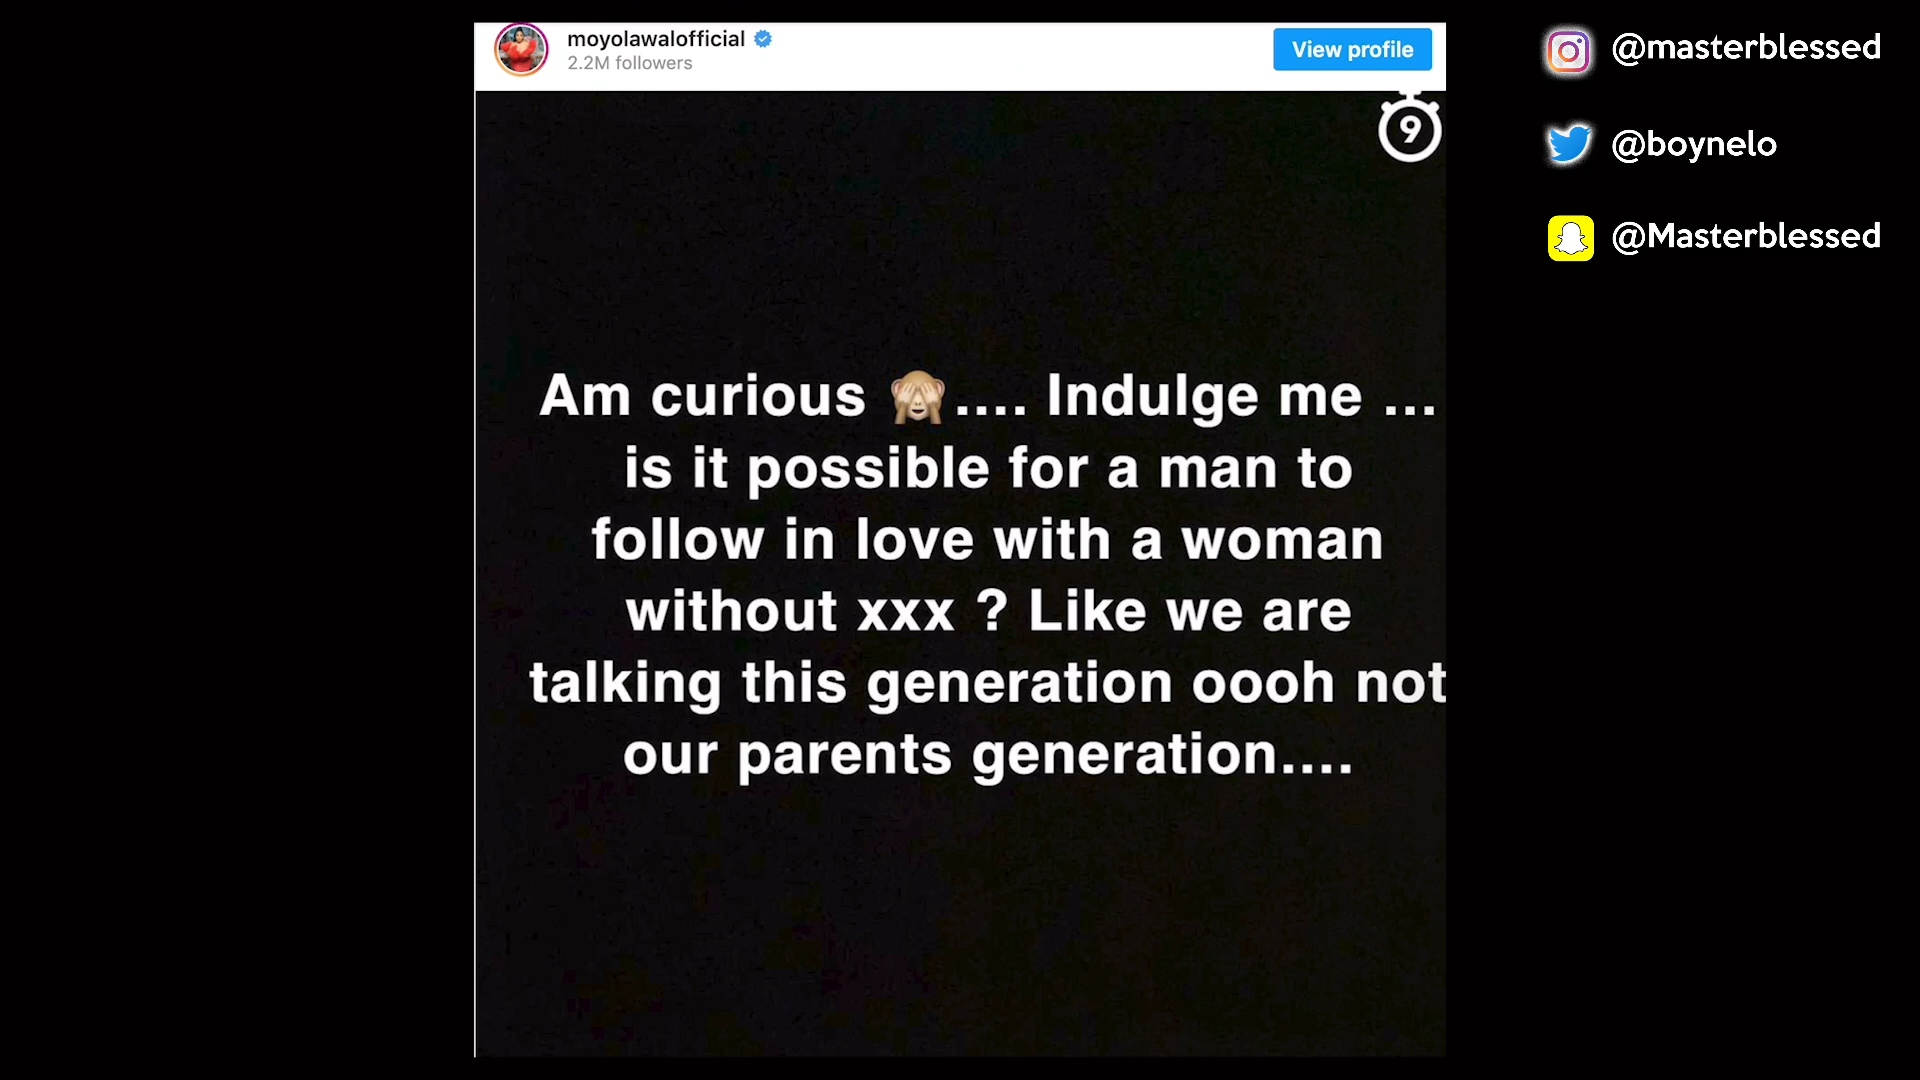 moyolawalofficial
2.2M followers
View profile
9
Am curious 🙈.... Indulge me ...
is it possible for a man to
follow in love with a woman
without xxx ? Like we are
talking this generation oooh not
our parents generation....
@masterblessed
@boynelo
@Masterblessed